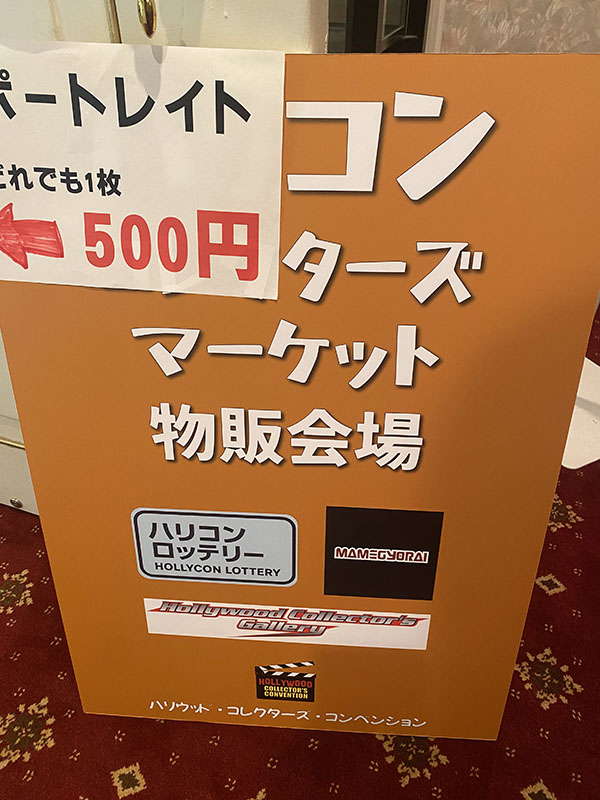 ポートレイト
どれでも1枚
500円
コン
ターズ
マーケット
物販会場
ハリコン
ロッテリー
HOLLYCON LOTTERY
MAMEGYORAI
Hollywood Collector's
Gallery
HOLLYWOOD
COLLECTOR'S
CONVENTION
ハリウッド・コレクターズ・コンベンション